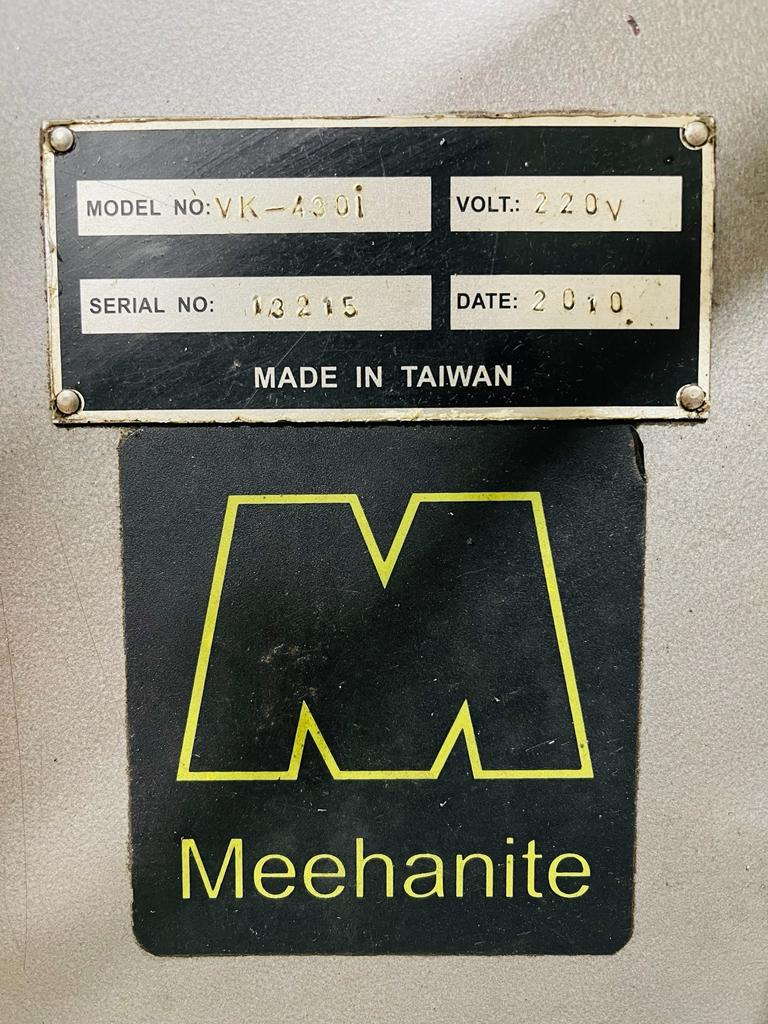 MODEL NO: VK-430i VOLT.: 220V
SERIAL NO: 13215 DATE: 2010
MADE IN TAIWAN
Meehanite